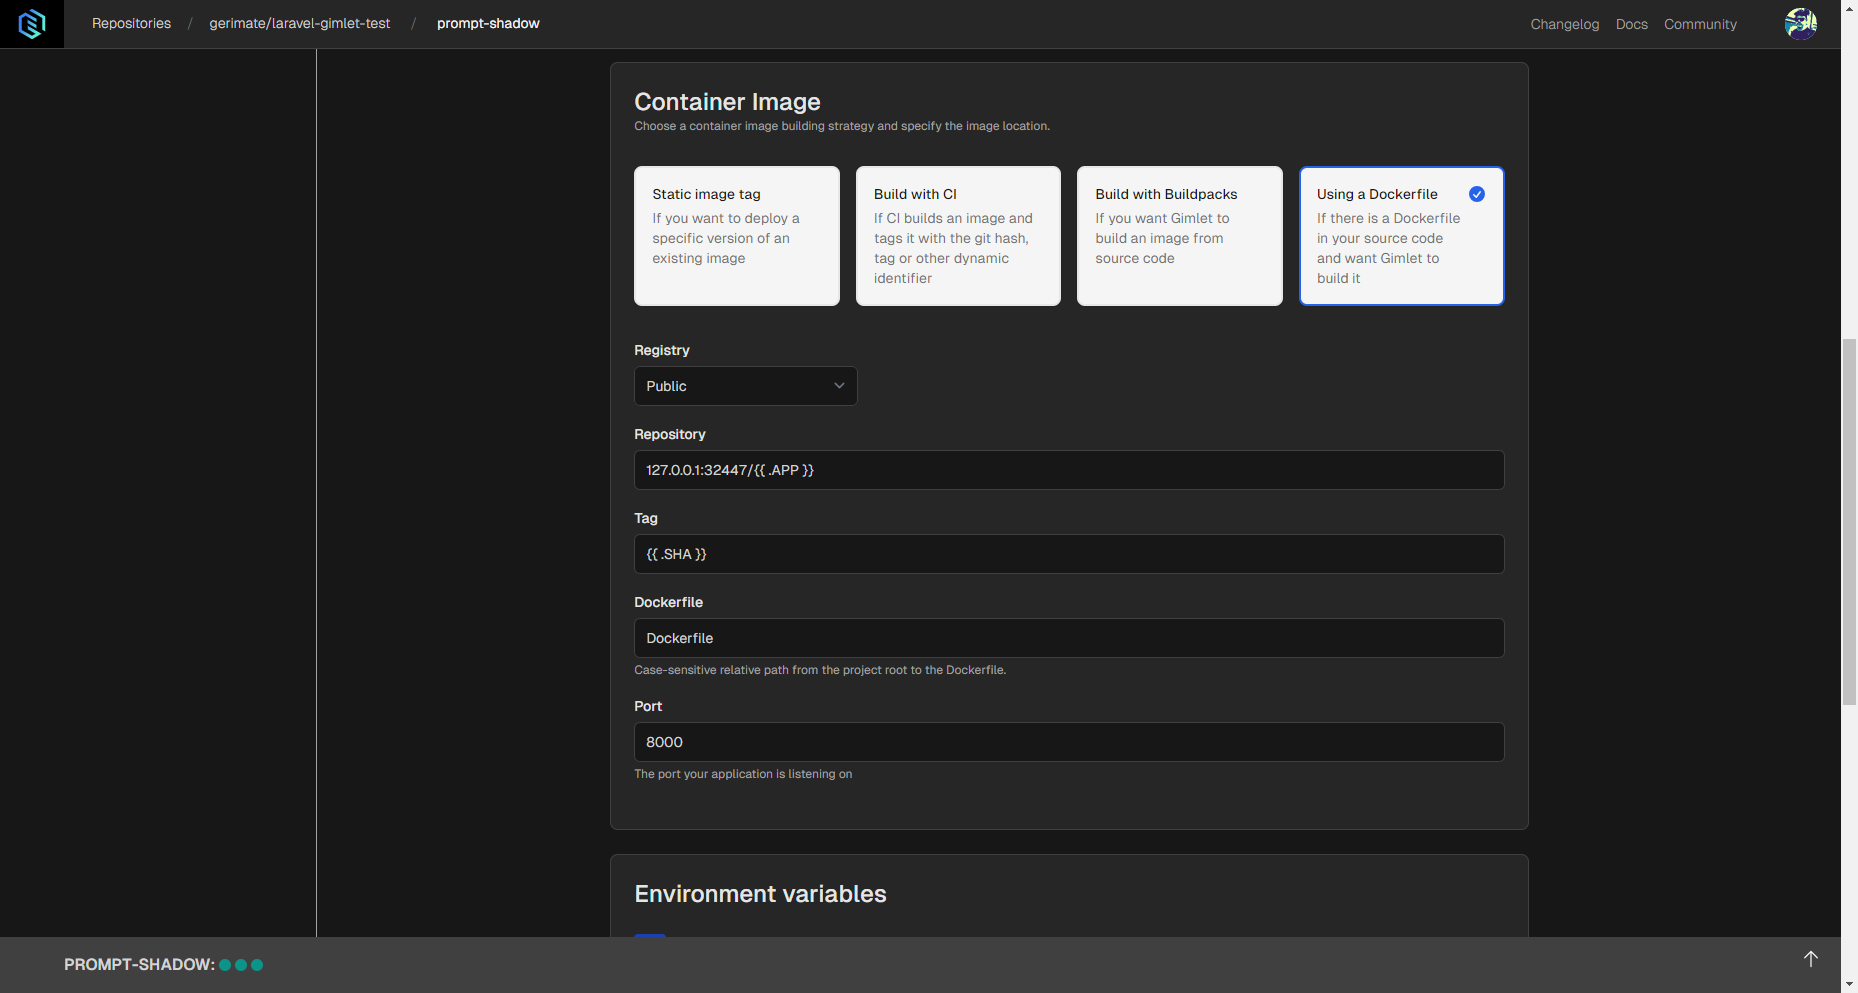 Repositories / gerimate/laravel-gimlet-test / prompt-shadow
Changelog Docs Community
Container Image
Choose a container image building strategy and specify the image location.
Static image tag
If you want to deploy a
specific version of an
existing image
Build with CI
If CI builds an image and
tags it with the git hash,
tag or other dynamic
identifier
Build with Buildpacks
If you want Gimlet to
build an image from
source code
Using a Dockerfile
If there is a Dockerfile
in your source code
and want Gimlet to
build it
Registry
Public
Repository
127.0.0.1:32447/{{ .APP }}
Tag
{{ .SHA }}
Dockerfile
Dockerfile
Case-sensitive relative path from the project root to the Dockerfile.
Port
8000
The port your application is listening on
Environment variables
PROMPT-SHADOW: